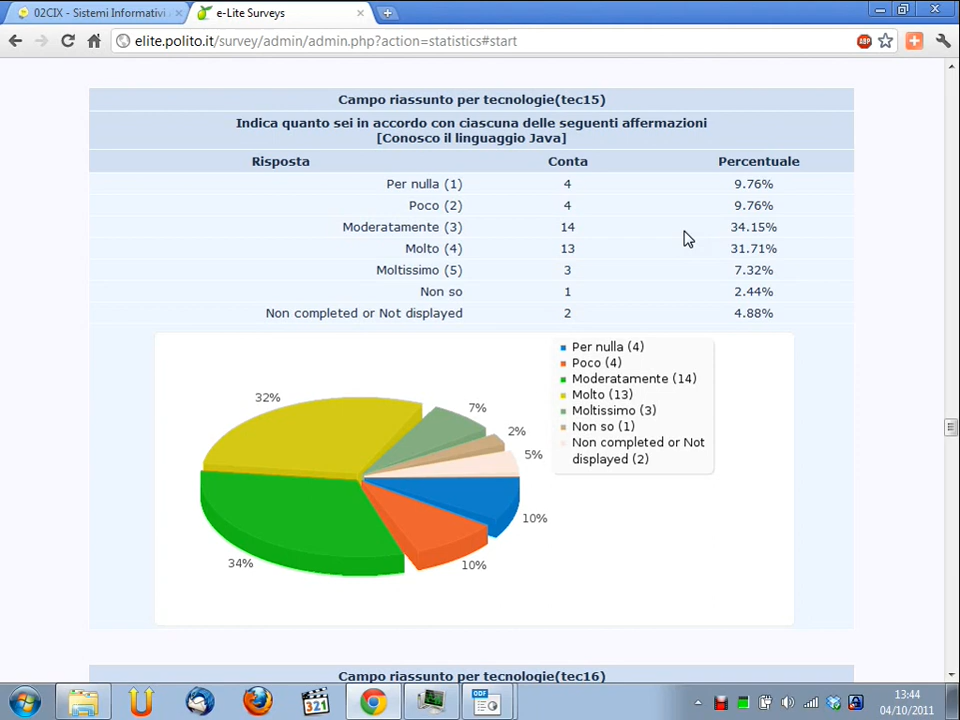 02CIX - Sistemi Informativi
e-Lite Surveys
elite.polito.it/survey/admin/admin.php?action=statistics#start
ABP
Campo riassunto per tecnologie(tec15)
Indica quanto sei in accordo con ciascuna delle seguenti affermazioni
[Conosco il linguaggio Java]
Risposta Conta Percentuale
Per nulla (1) 4 9.76%
Poco (2) 4 9.76%
Moderatamente (3) 14 34.15%
Molto (4) 13 31.71%
Moltissimo (5) 3 7.32%
Non so 1 2.44%
Non completed or Not displayed 2 4.88%
Per nulla (4)
Poco (4)
Moderatamente (14)
Molto (13)
Moltissimo (3)
Non so (1)
Non completed or Not
displayed (2)
32%
7%
2%
5%
10%
10%
34%
Campo riassunto per tecnologie(tec16)
321
ODF
13:44
04/10/2011